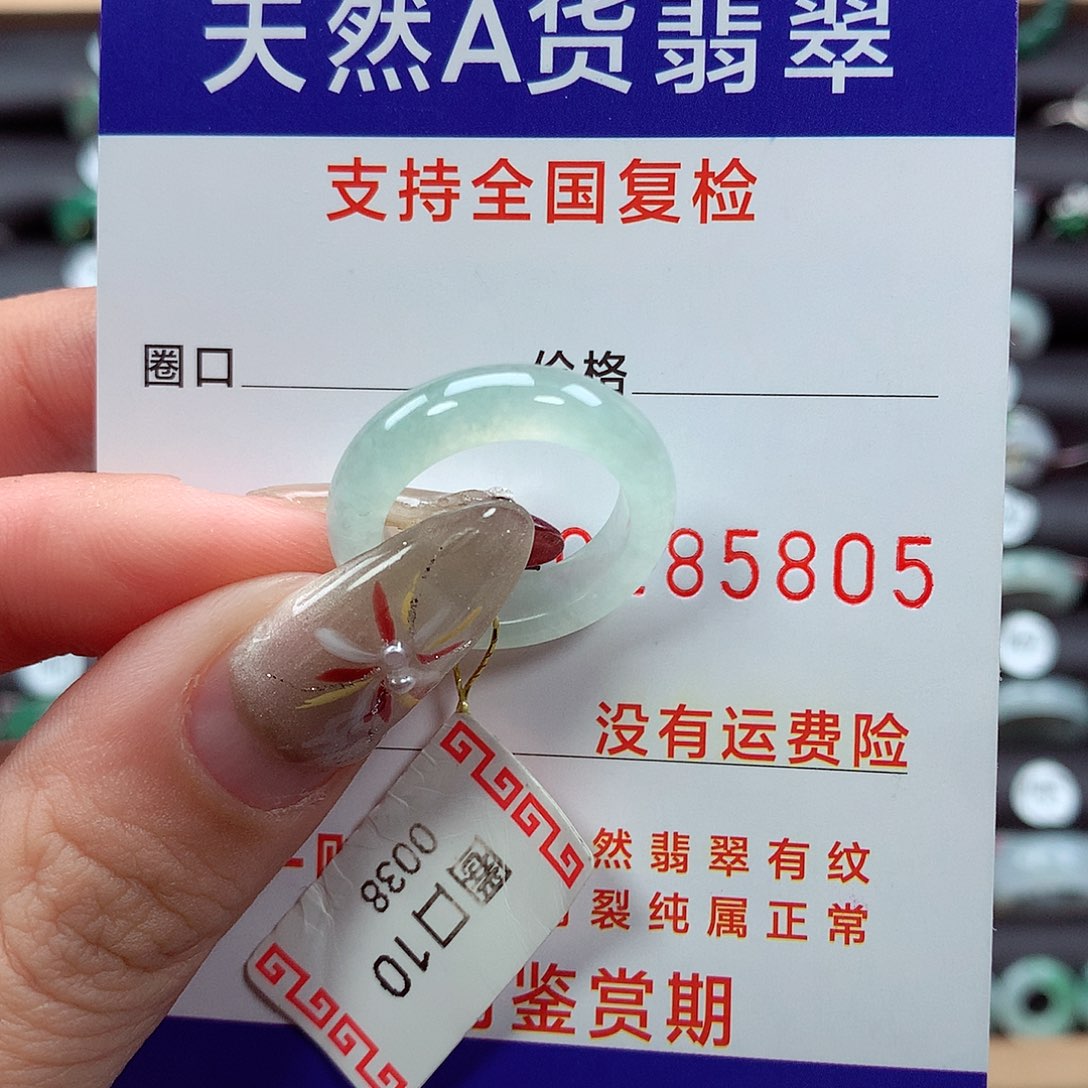 天然A货翡翠
支持全国复检
圈口 价格
85805
没有运费险
然翡翠有纹
裂纯属正常
鉴赏期
圈口10
0038